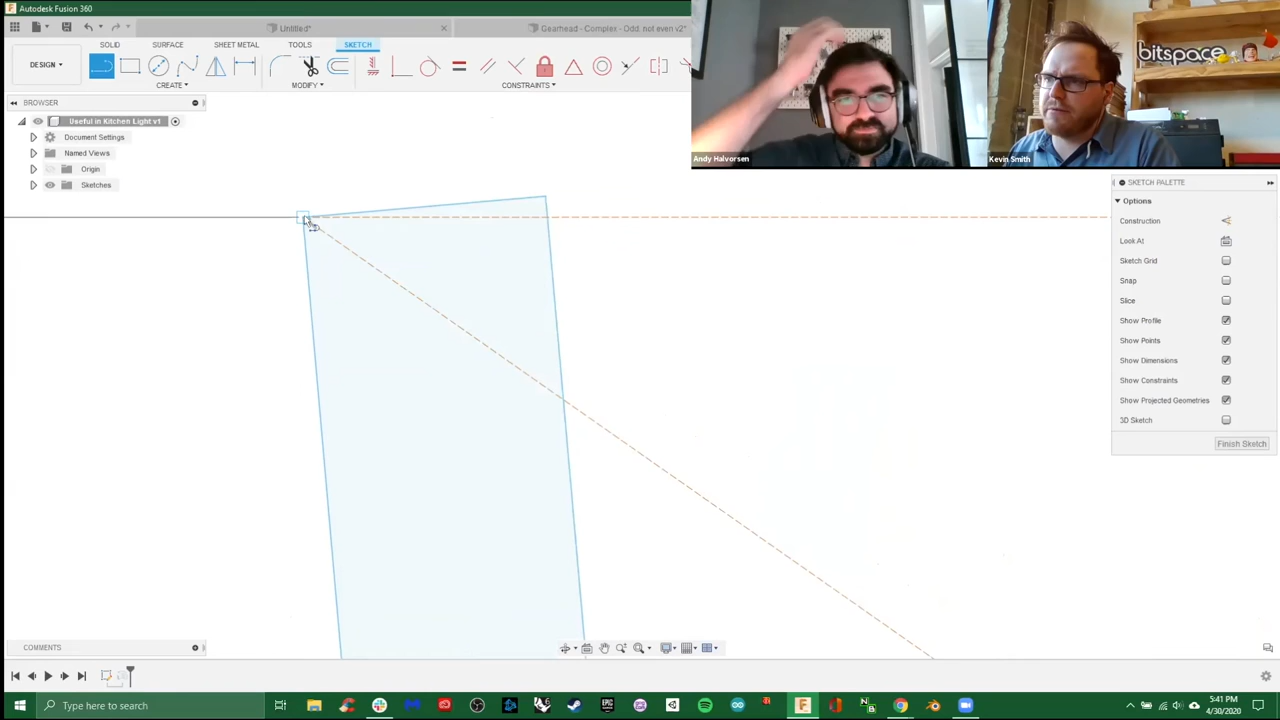 Autodesk Fusion 360
Untitled*
Gearhead - Complex - Odd, not even v2*
DESIGN
SOLID
SURFACE
SHEET METAL
TOOLS
SKETCH
CREATE
MODIFY
CONSTRAINTS
bitspace
Andy Halvorsen
Kevin Smith
BROWSER
Useful in Kitchen Light v1
Document Settings
Named Views
Origin
Sketches
SKETCH PALETTE
Options
Construction
Look At
Sketch Grid
Snap
Slice
Show Profile
Show Points
Show Dimensions
Show Constraints
Show Projected Geometries
3D Sketch
Finish Sketch
COMMENTS
Type here to search
EPIC
GAMES
N
B
5:41 PM
4/30/2020